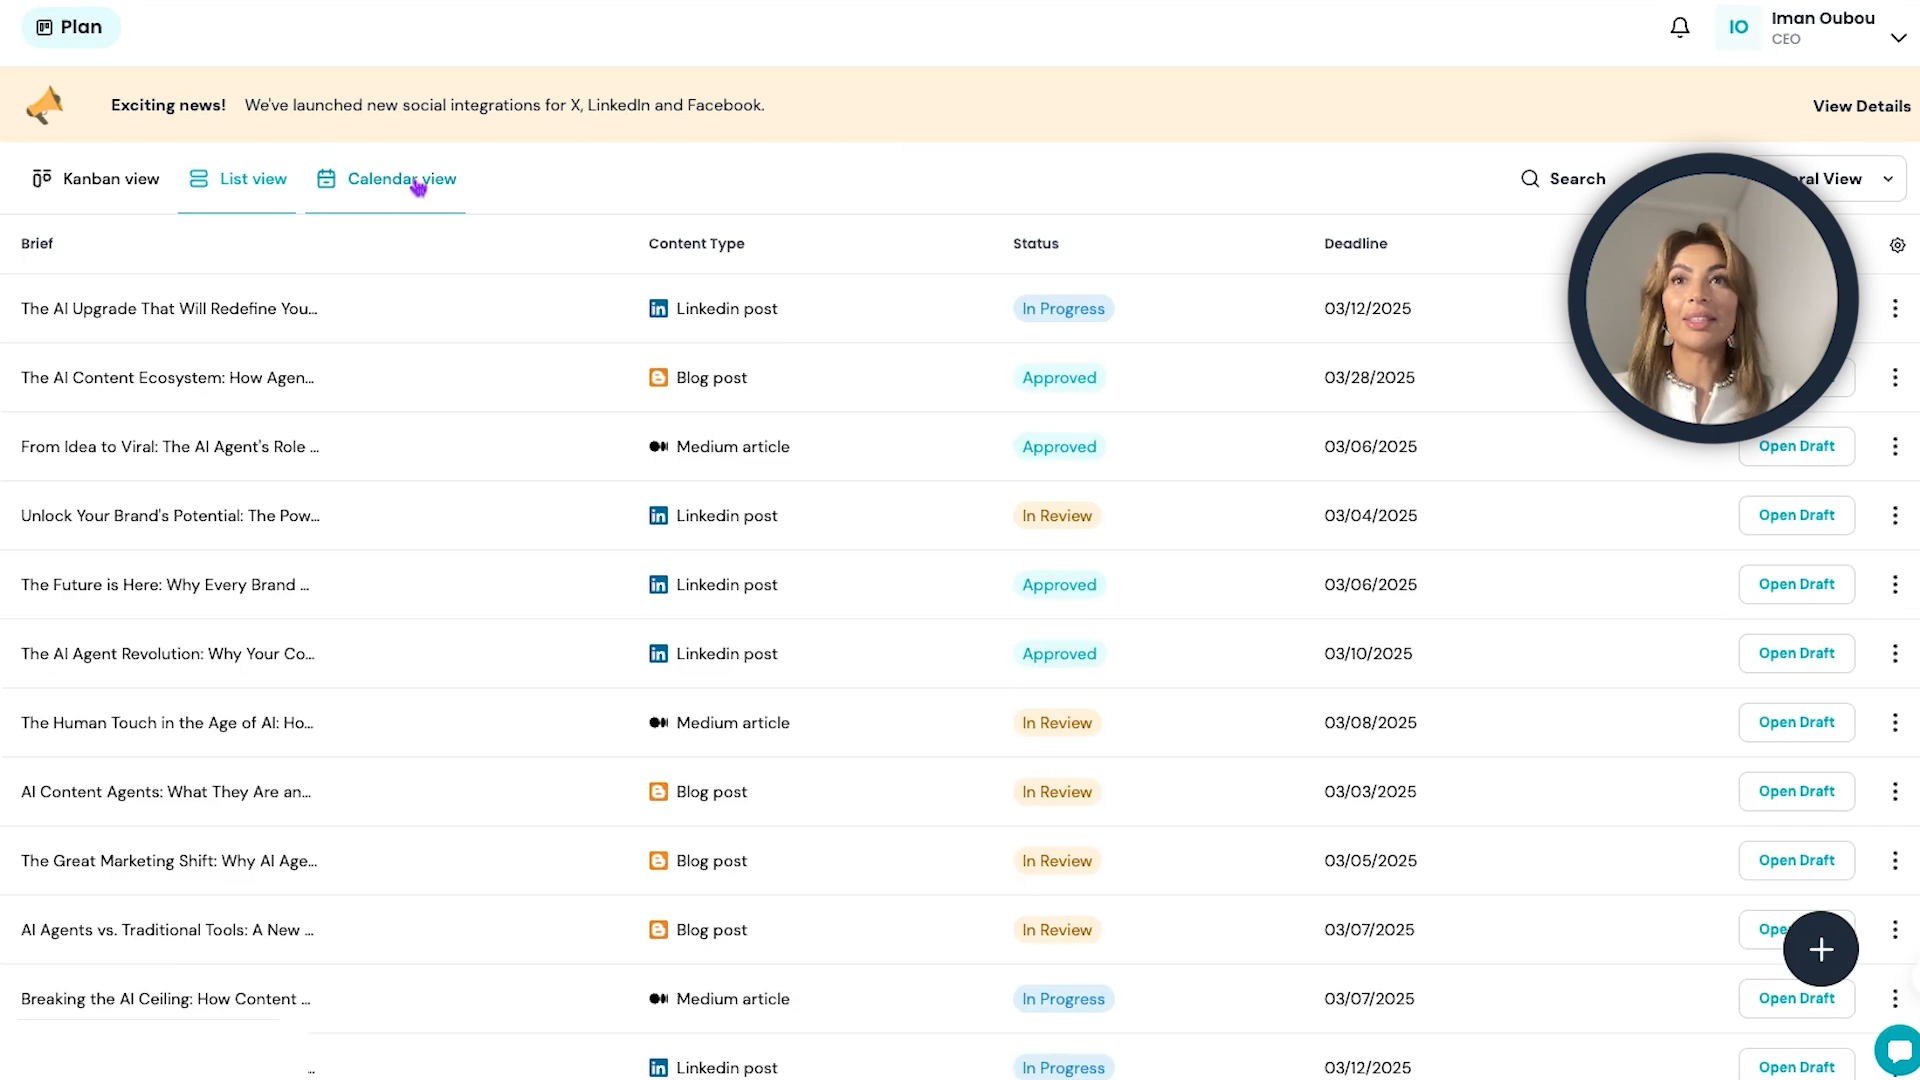 Plan
IO
Iman Oubou
CEO
Exciting news! We've launched new social integrations for X, LinkedIn and Facebook.
View Details
Kanban view
List view
Calendar view
Search
View
Brief
Content Type
Status
Deadline
The AI Upgrade That Will Redefine You...
Linkedin post
In Progress
03/12/2025
The AI Content Ecosystem: How Agen...
Blog post
Approved
03/28/2025
From Idea to Viral: The AI Agent's Role ...
Medium article
Approved
03/06/2025
Open Draft
Unlock Your Brand's Potential: The Pow...
Linkedin post
In Review
03/04/2025
Open Draft
The Future is Here: Why Every Brand ...
Linkedin post
Approved
03/06/2025
Open Draft
The AI Agent Revolution: Why Your Co...
Linkedin post
Approved
03/10/2025
Open Draft
The Human Touch in the Age of AI: Ho...
Medium article
In Review
03/08/2025
Open Draft
AI Content Agents: What They Are an...
Blog post
In Review
03/03/2025
Open Draft
The Great Marketing Shift: Why AI Age...
Blog post
In Review
03/05/2025
Open Draft
AI Agents vs. Traditional Tools: A New ...
Blog post
In Review
03/07/2025
Breaking the AI Ceiling: How Content ...
Medium article
In Progress
03/07/2025
Open Draft
...
Linkedin post
In Progress
03/12/2025
Open Draft